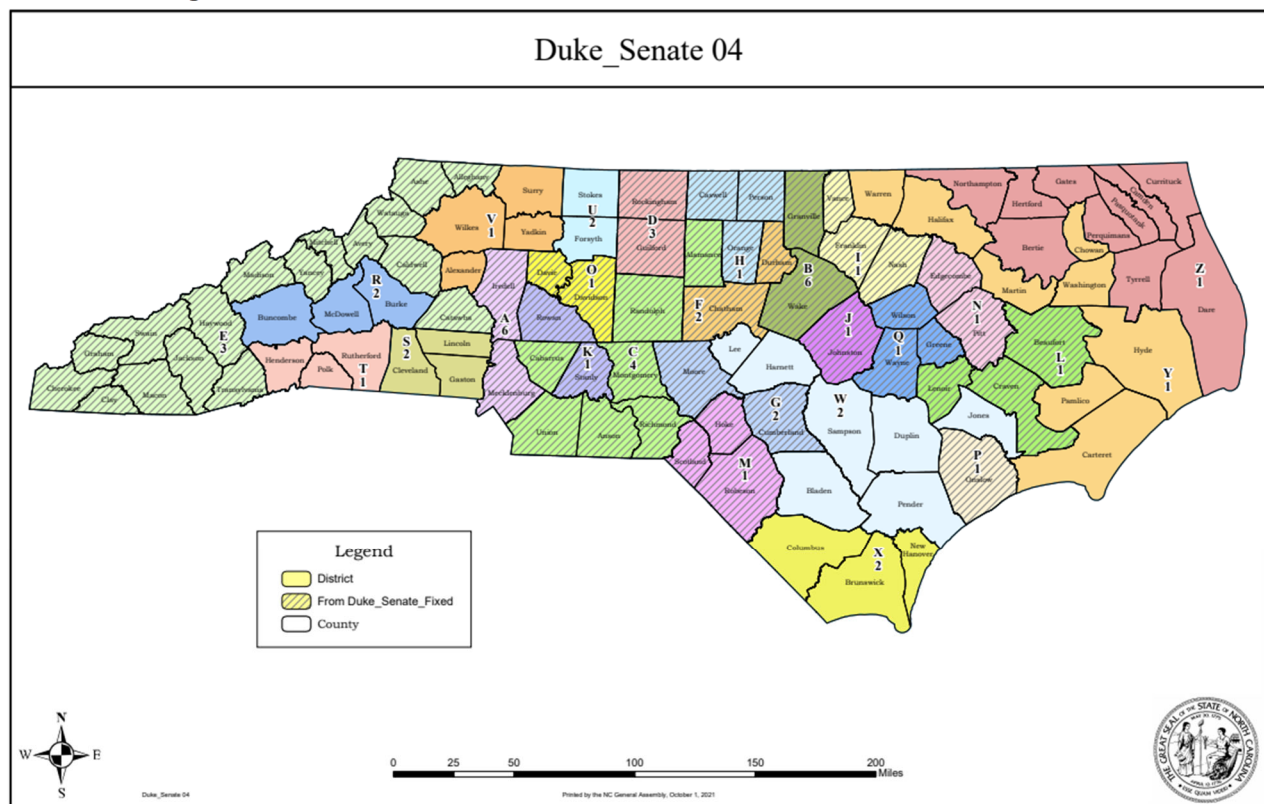 Duke_Senate 04
Ashe
Alleghany
Surry
Stokes
Rockingham
Caswell
Person
Granville
Vance
Warren
Northampton
Gates
Currituck
Camden
Pasquotank
Perquimans
Hertford
Halifax
Bertie
Chowan
Watauga
Wilkes
V
1
Yadkin
U
2
Forsyth
D
3
Guilford
Alamance
Orange
H
1
Durham
Franklin
I
1
Nash
Edgecombe
Martin
Washington
Tyrrell
Dare
Z
1
Mitchell
Avery
Caldwell
Alexander
Iredell
Davie
O
1
Davidson
Randolph
F
2
Chatham
B
6
Wake
Madison
Yancey
R
2
Burke
McDowell
Buncombe
Catawba
A
6
Rowan
J
1
Johnston
Wilson
Greene
Q
1
Wayne
N
1
Pitt
Beaufort
L
1
Hyde
Y
1
Swain
Haywood
E
3
Graham
Jackson
Cherokee
Clay
Macon
Transylvania
Henderson
Polk
Rutherford
T
1
S
2
Cleveland
Lincoln
Gaston
Mecklenburg
Cabarrus
K
1
Stanly
C
4
Montgomery
Moore
Lee
Harnett
Lenoir
Craven
Pamlico
Jones
Carteret
Union
Anson
Richmond
Scotland
Hoke
G
2
Cumberland
W
2
Sampson
Duplin
P
1
Onslow
M
1
Robeson
Bladen
Pender
Columbus
X
2
Brunswick
New
Hanover
Legend
District
From Duke_Senate_Fixed
County
N
W
E
S
0
25
50
100
150
200
Miles
Duke_Senate 04
Printed by the NC General Assembly, October 1, 2021
THE GREAT SEAL OF THE STATE OF NORTH CAROLINA
MAY 20, 1775
APRIL 12, 1776
ESSE QUAM VIDERI